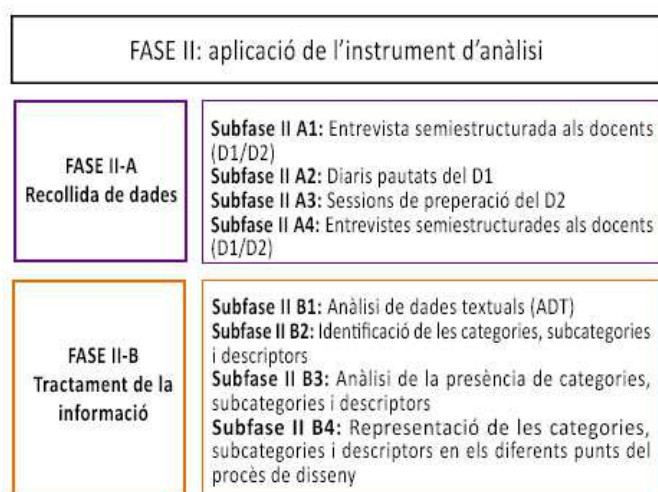 FASE II: aplicació de l'instrument d'anàlisi
FASE II-A
Recollida de dades
Subfase II A1: Entrevista semiestructurada als docents
(D1/D2)
Subfase II A2: Diaris pautats del D1
Subfase II A3: Sessions de preperació del D2
Subfase II A4: Entrevistes semiestructurades als docents
(D1/D2)
FASE II-B
Tractament de la
informació
Subfase II B1: Anàlisi de dades textuals (ADT)
Subfase II B2: Identificació de les categories, subcategories
i descriptors
Subfase II B3: Anàlisi de la presència de categories,
subcategories i descriptors
Subfase II B4: Representació de les categories,
subcategories i descriptors en els diferents punts del
procès de disseny